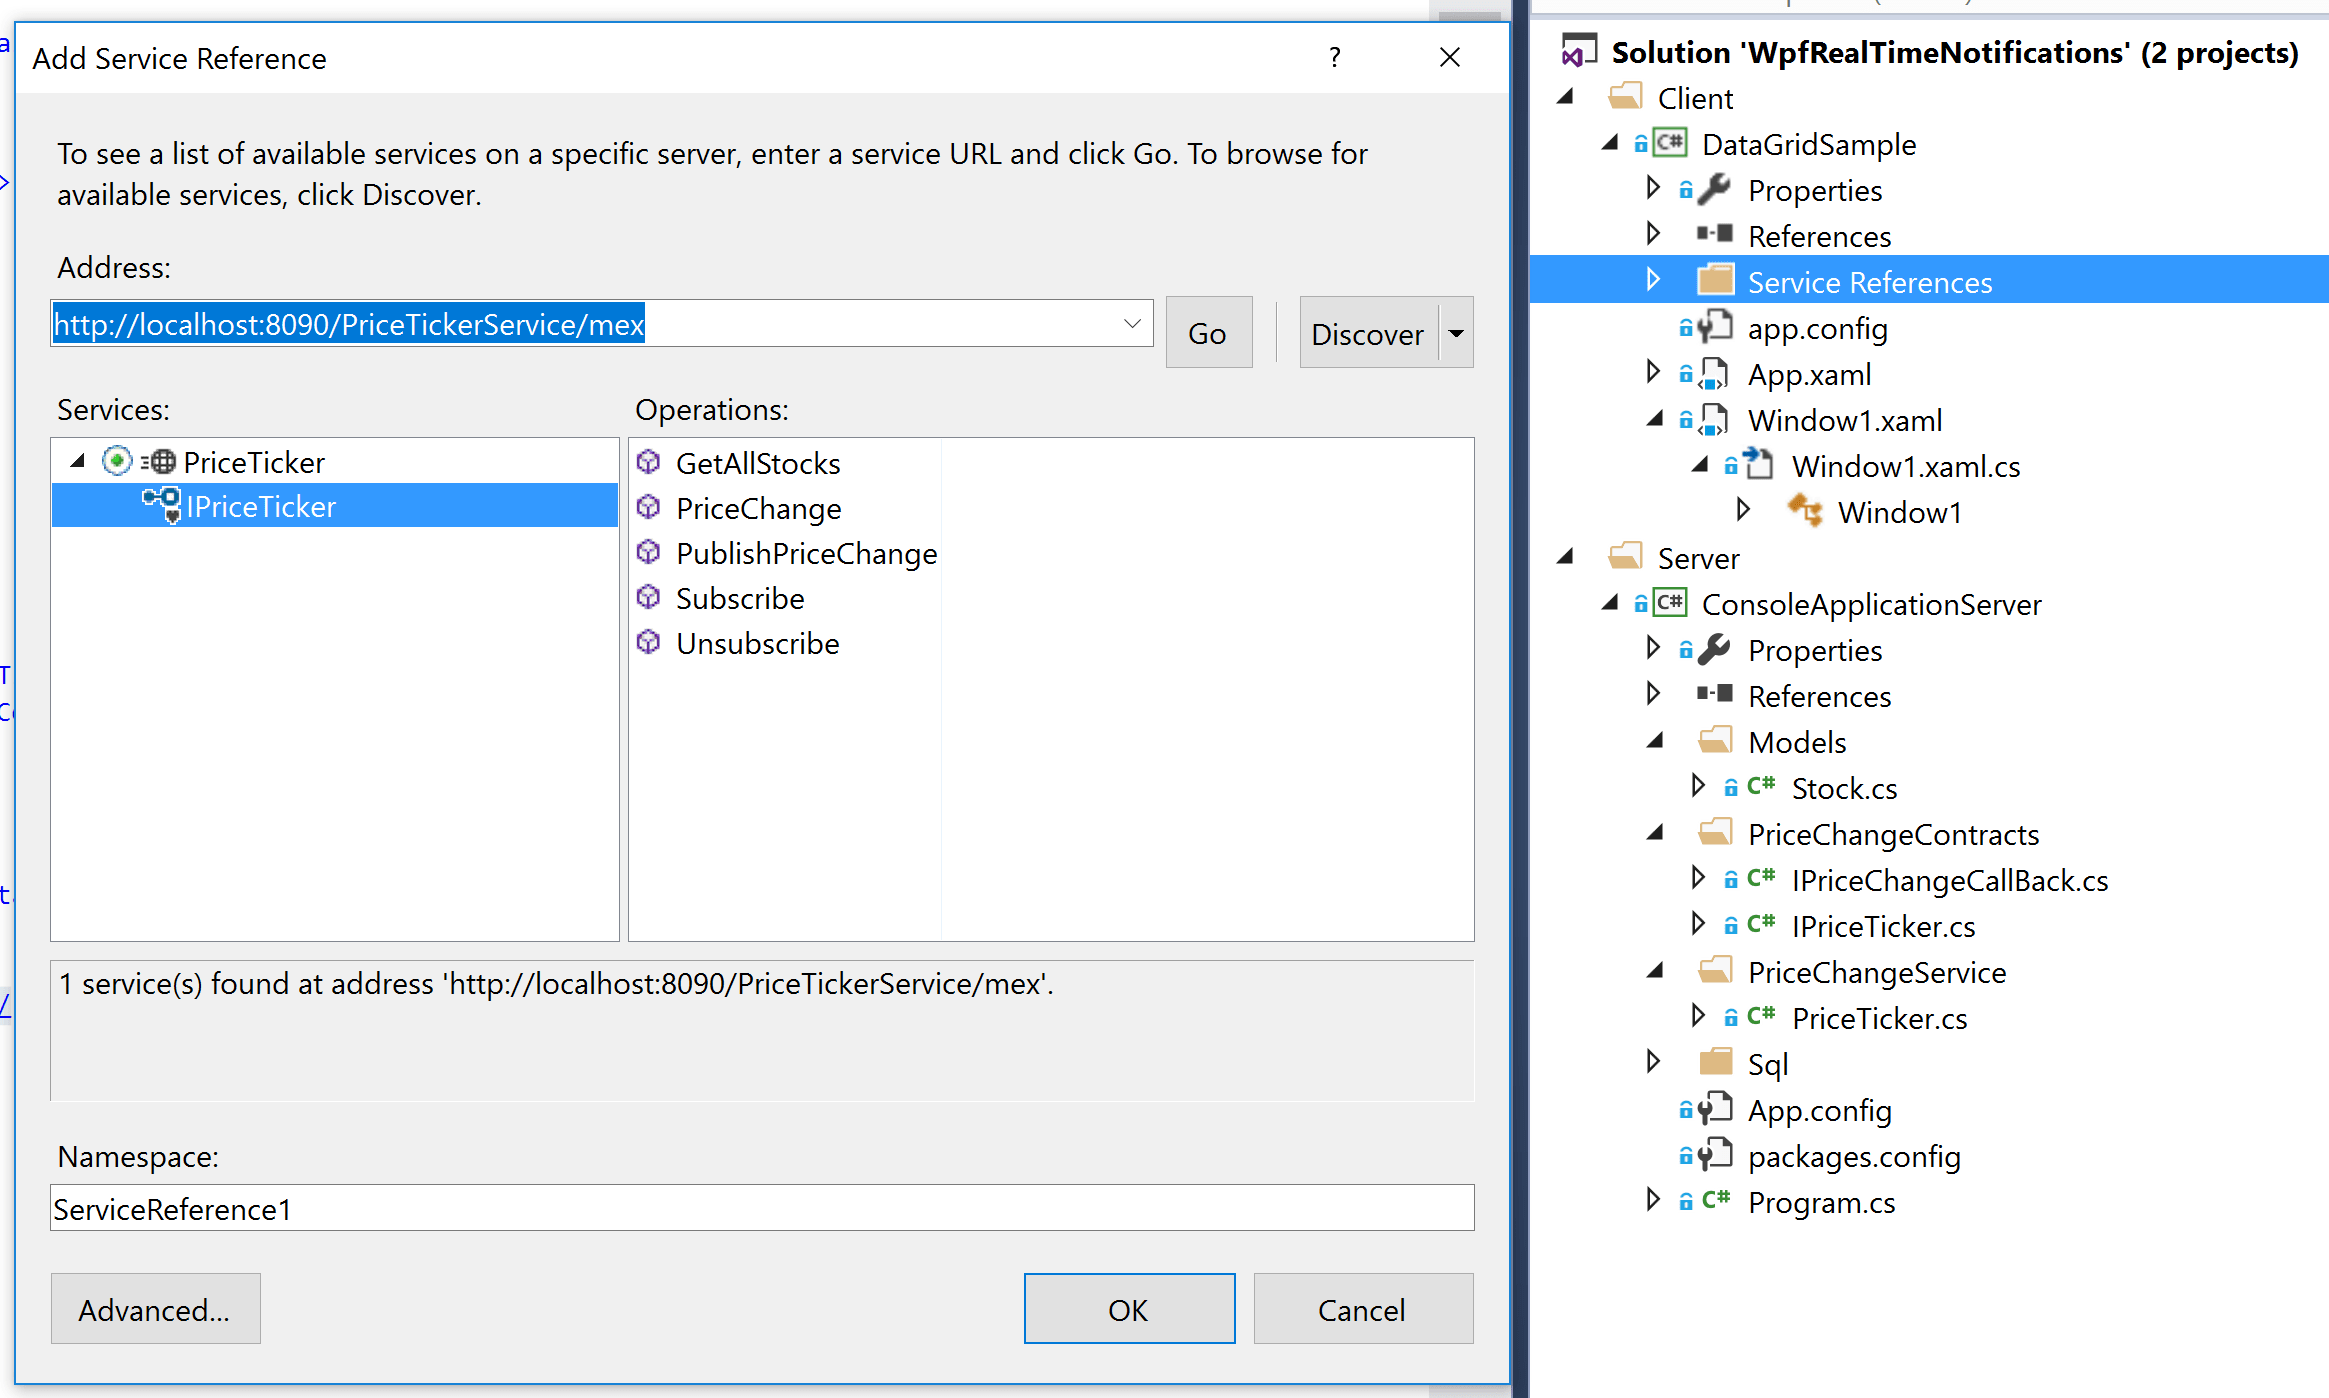 Add Service Reference
?
To see a list of available services on a specific server, enter a service URL and click Go. To browse for
available services, click Discover.
Address:
http://localhost:8090/PriceTickerService/mex
Go
Discover
Services:
Operations:
PriceTicker
IPriceTicker
GetAllStocks
PriceChange
PublishPriceChange
Subscribe
Unsubscribe
1 service(s) found at address 'http://localhost:8090/PriceTickerService/mex'.
Namespace:
ServiceReference1
Advanced...
OK
Cancel
Solution 'WpfRealTimeNotifications' (2 projects)
Client
C# DataGridSample
Properties
References
Service References
app.config
App.xaml
Window1.xaml
Window1.xaml.cs
Window1
Server
C# ConsoleApplicationServer
Properties
References
Models
C# Stock.cs
PriceChangeContracts
C# IPriceChangeCallBack.cs
C# IPriceTicker.cs
PriceChangeService
C# PriceTicker.cs
Sql
App.config
packages.config
C# Program.cs